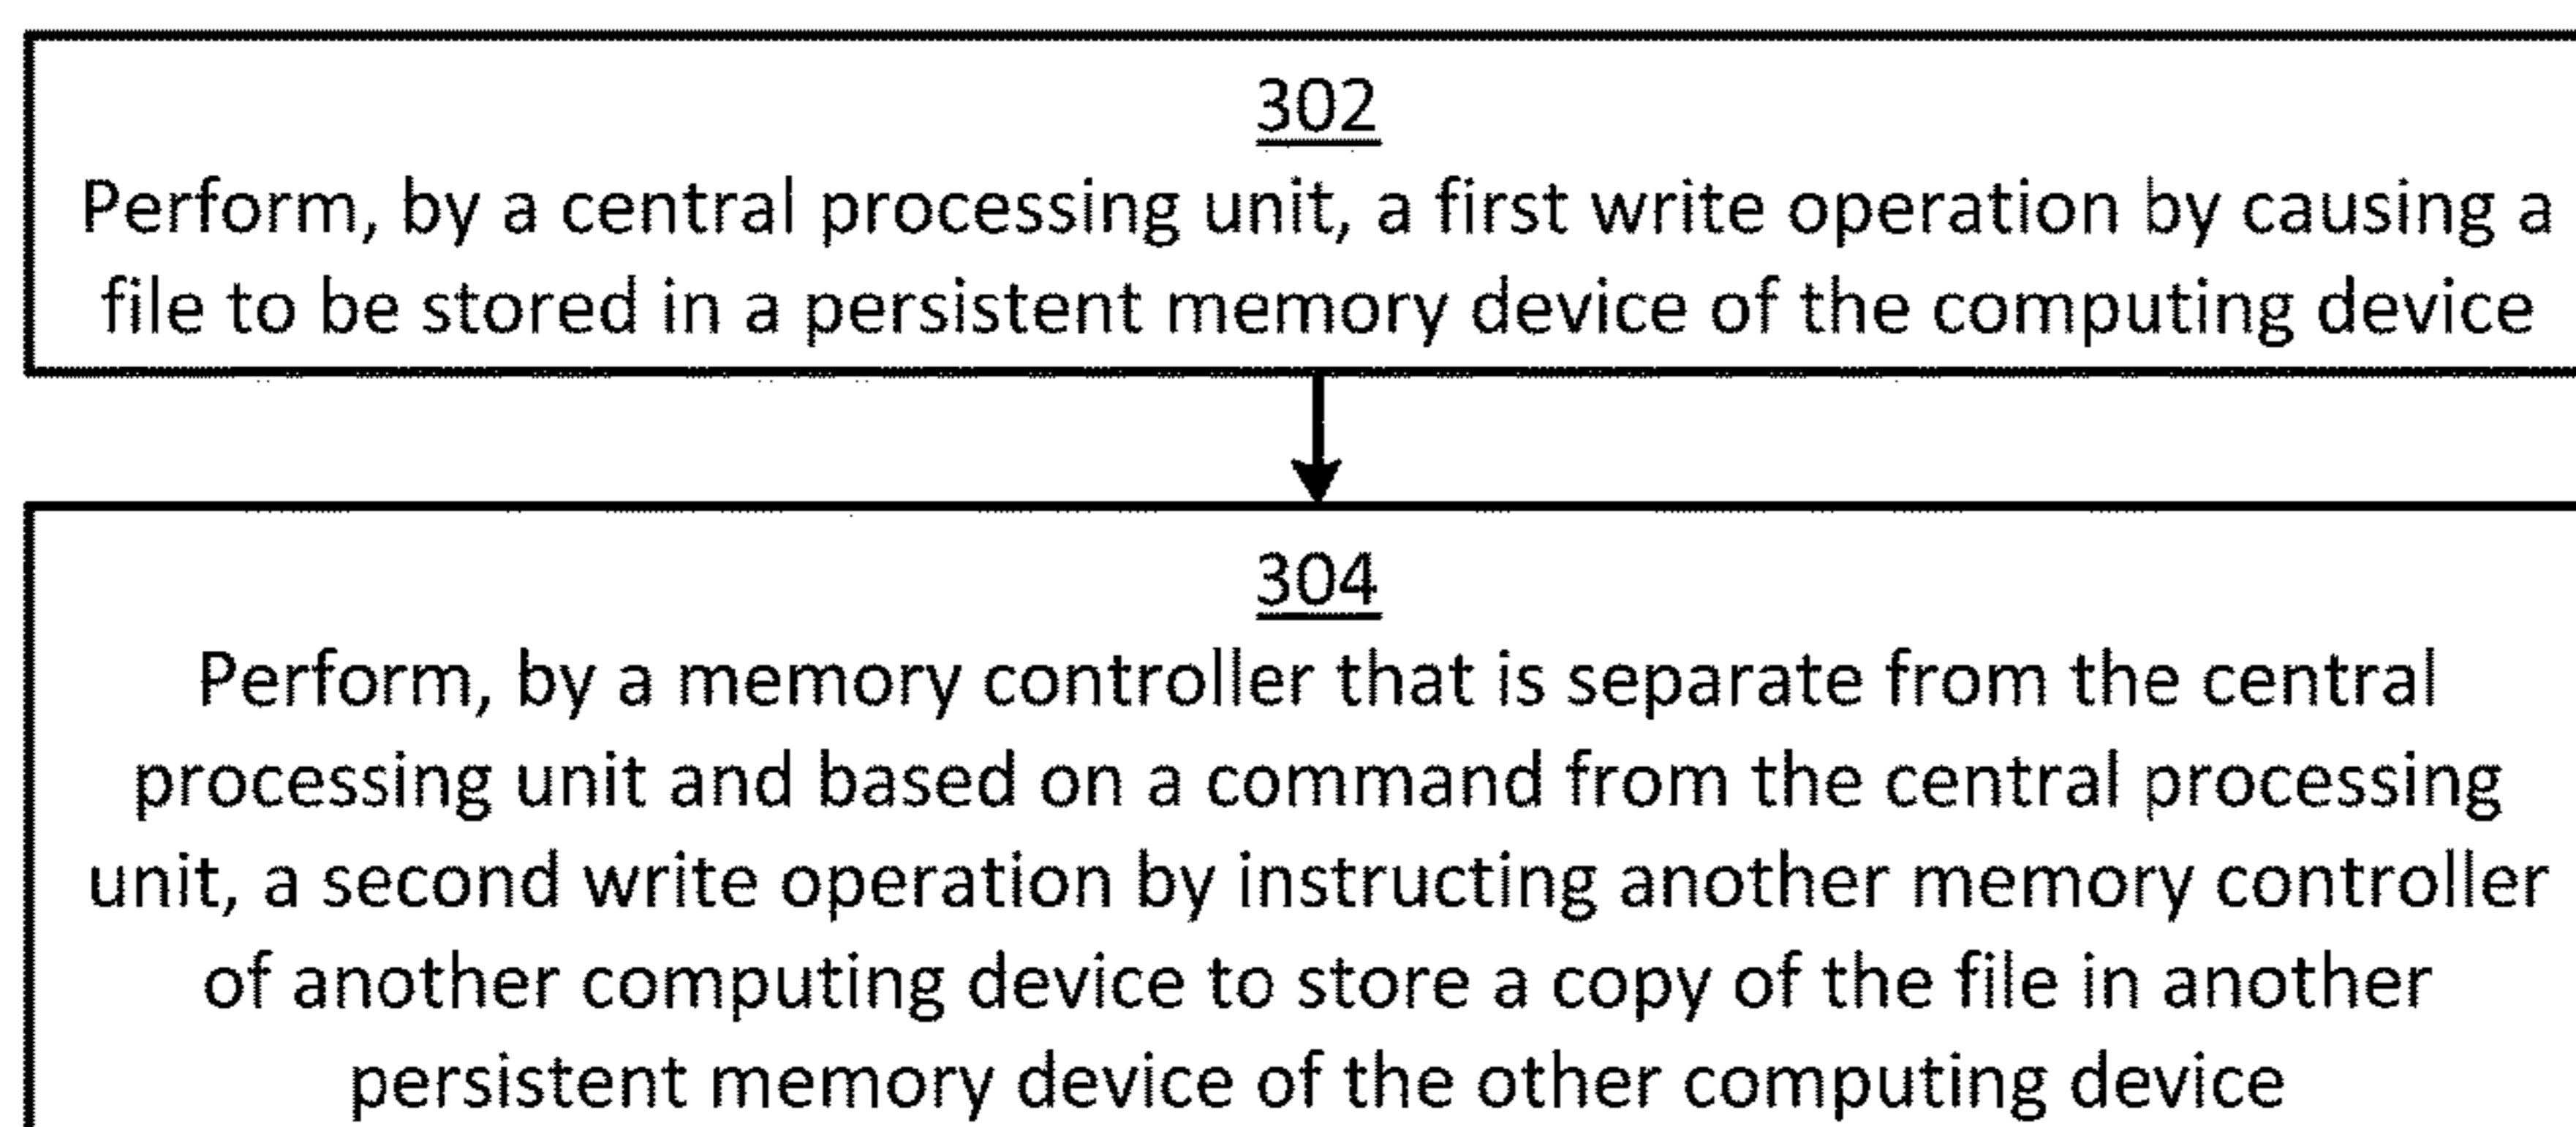 302
Perform, by a central processing unit, a first write operation by causing a
file to be stored in a persistent memory device of the computing device
304
Perform, by a memory controller that is separate from the central
processing unit and based on a command from the central processing
unit, a second write operation by instructing another memory controller
of another computing device to store a copy of the file in another
persistent memory device of the other computing device